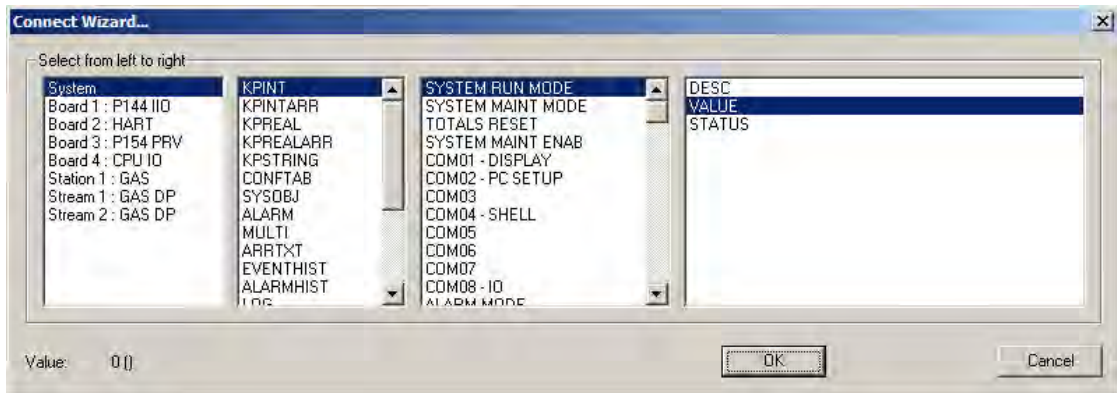 Connect Wizard...
Select from left to right
System
Board 1 : P144 IIO
Board 2 : HART
Board 3 : P154 PRV
Board 4 : CPU IO
Station 1 : GAS
Stream 1 : GAS DP
Stream 2 : GAS DP
KPINT
KPINTARR
KPREAL
KPREALARR
KPSTRING
CONFTAB
SYSOBJ
ALARM
MULTI
ARRTXT
EVENTHIST
ALARMHIST
LOG
SYSTEM RUN MODE
SYSTEM MAINT MODE
TOTALS RESET
SYSTEM MAINT ENAB
COM01 - DISPLAY
COM02 - PC SETUP
COM03
COM04 - SHELL
COM05
COM06
COM07
COM08 - IO
ALARM MODE
DESC
VALUE
STATUS
Value: 0 ()
OK
Cancel